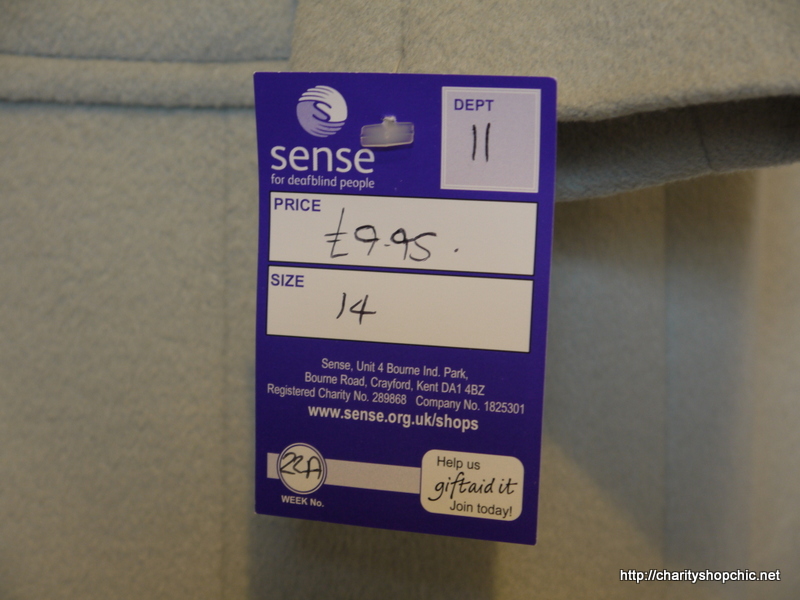 DEPT
11
sense
for deafblind people
PRICE
£9.95.
SIZE
14
Sense, Unit 4 Bourne Ind. Park,
Bourne Road, Crayford, Kent DA1 4BZ
Registered Charity No. 289868 Company No. 1825301
www.sense.org.uk/shops
22A
WEEK No.
Help us
giftaid it
Join today!
http://charityshopchic.net